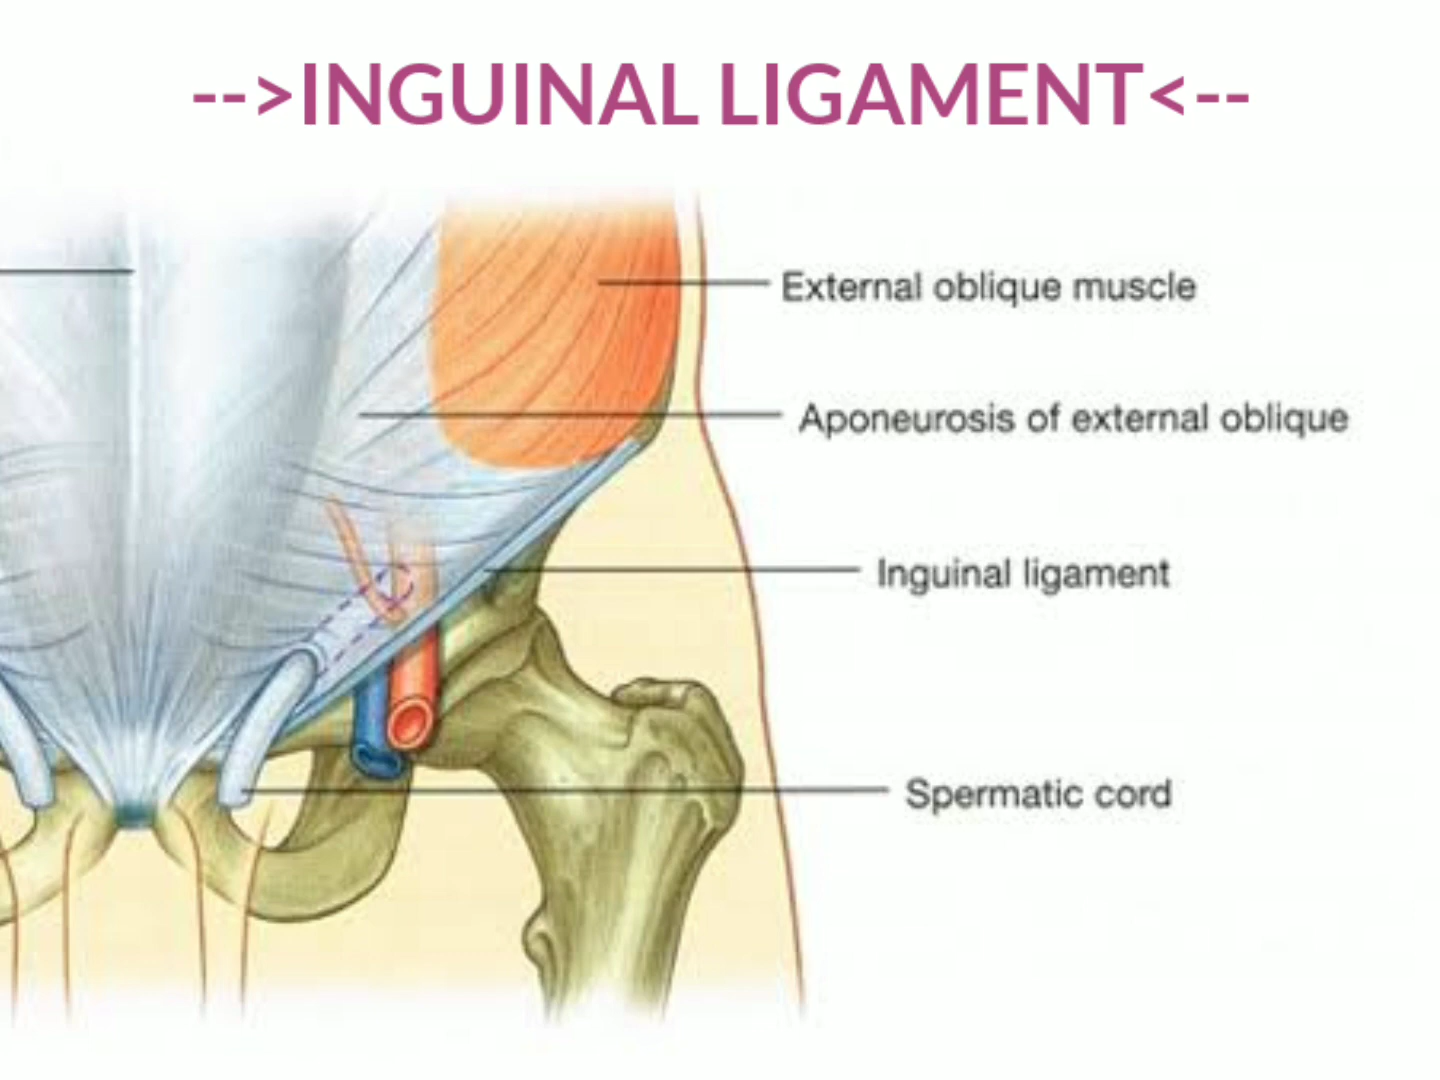 -->INGUINAL LIGAMENT<--
External oblique muscle
Aponeurosis of external oblique
Inguinal ligament
Spermatic cord